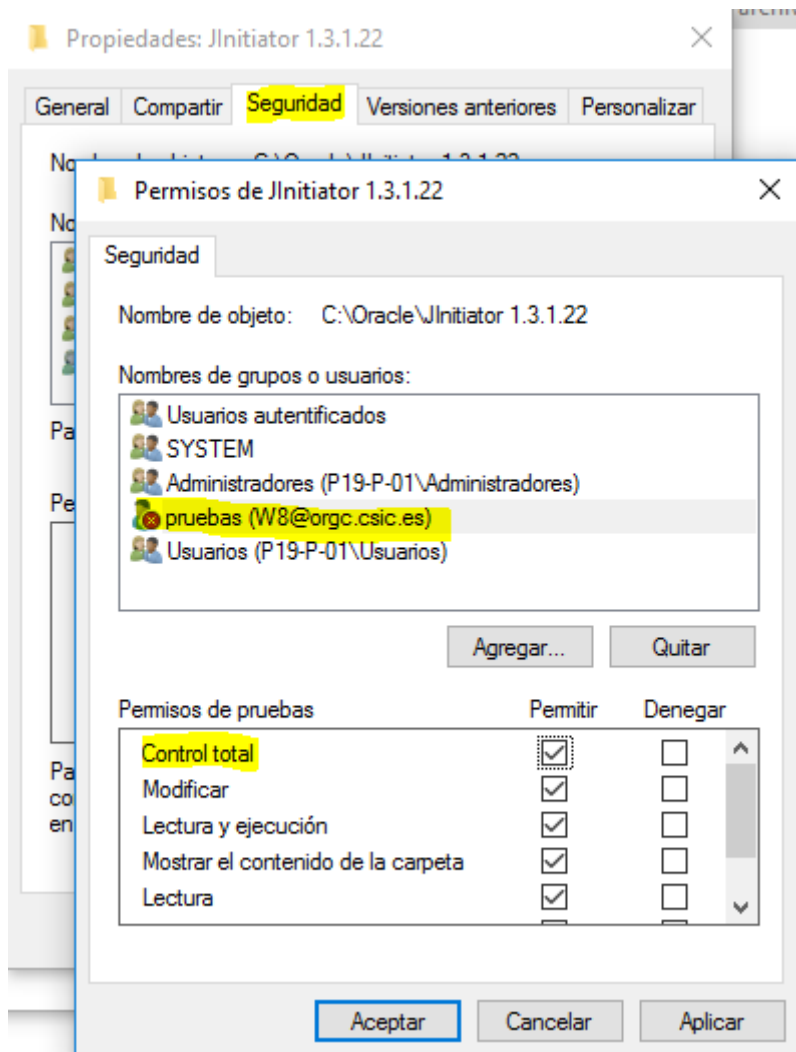 Propiedades: JInitiator 1.3.1.22
General Compartir Seguridad Versiones anteriores Personalizar
Permisos de JInitiator 1.3.1.22
Seguridad
Nombre de objeto: C:\Oracle\JInitiator 1.3.1.22
Nombres de grupos o usuarios:
Usuarios autentificados
SYSTEM
Administradores (P19-P-01\Administradores)
pruebas (W8@orgc.csic.es)
Usuarios (P19-P-01\Usuarios)
Agregar... Quitar
Permisos de pruebas Permitir Denegar
Control total
Modificar
Lectura y ejecución
Mostrar el contenido de la carpeta
Lectura
Aceptar Cancelar Aplicar